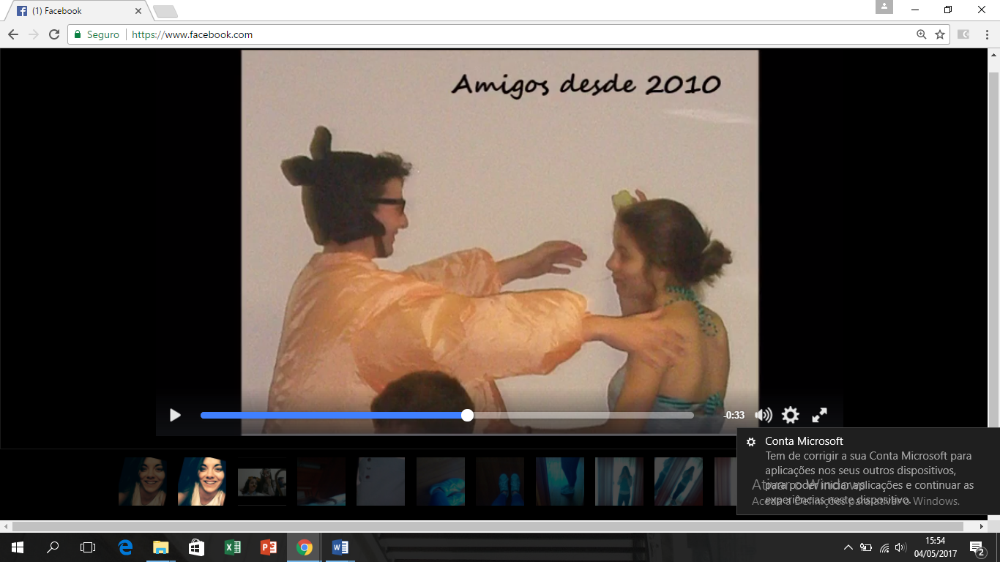 (1) Facebook
Seguro
https://www.facebook.com
Amigos desde 2010
-0:33
Conta Microsoft
Tem de corrigir a sua Conta Microsoft para
aplicações nos seus outros dispositivos,
para poder iniciar aplicações e continuar as
experiências neste dispositivo.
Ativar o Windows
Aceda a Definições para ativar o Windows.
15:54
04/05/2017
2